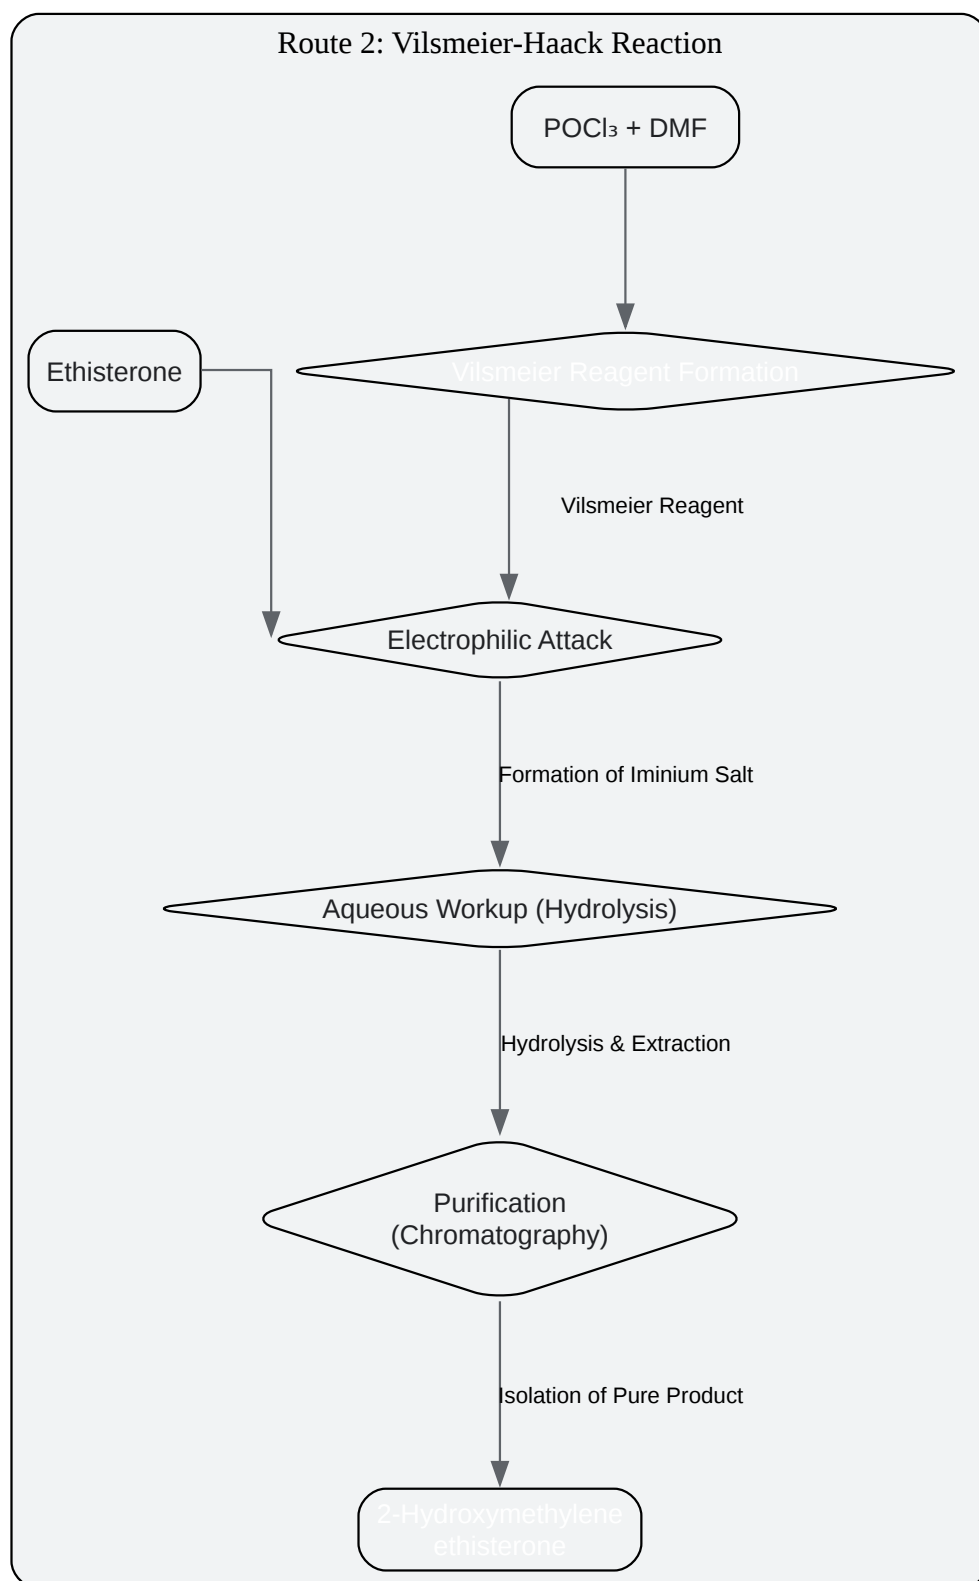 Route 2: Vilsmeier-Haack Reaction
POCl₃ + DMF
Ethisterone
Vilsmeier Reagent Formation
Vilsmeier Reagent
Electrophilic Attack
Formation of Iminium Salt
Aqueous Workup (Hydrolysis)
Hydrolysis & Extraction
Purification
(Chromatography)
Isolation of Pure Product
2-Hydroxymethylene
ethisterone